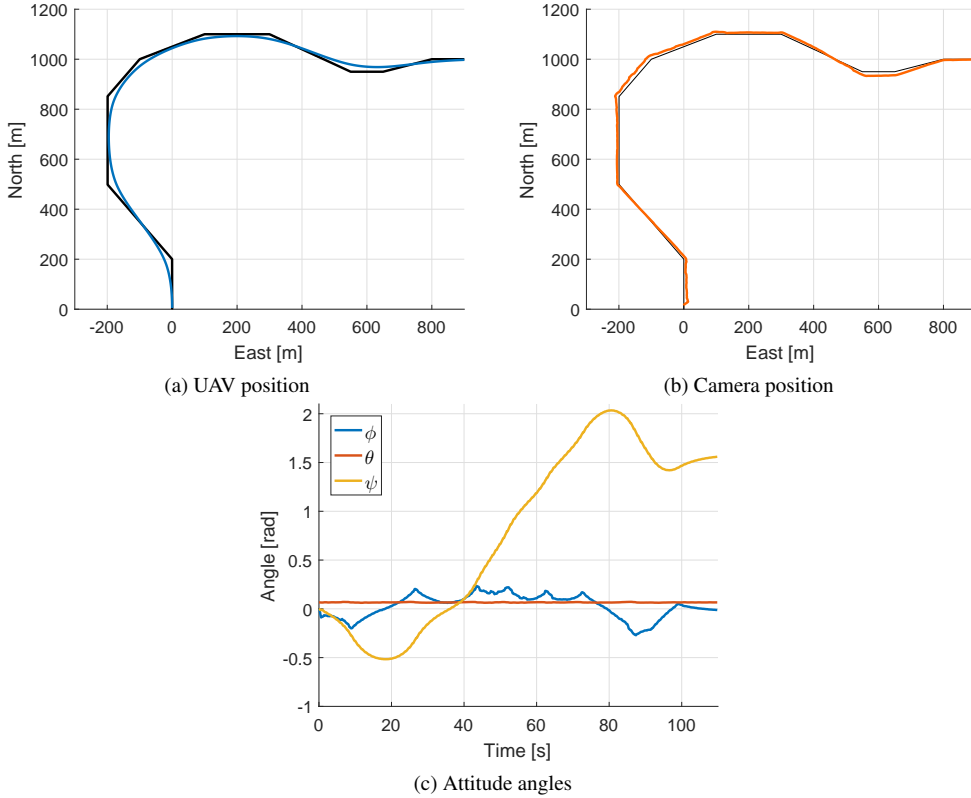 1200
1000
800
600
400
200
0
North [m]
-200 0 200 400 600 800
East [m]
(a) UAV position
1200
1000
800
600
400
200
0
North [m]
-200 0 200 400 600 800
East [m]
(b) Camera position
2
1.5
1
0.5
0
-0.5
-1
Angle [rad]
ϕ
θ
ψ
0 20 40 60 80 100
Time [s]
(c) Attitude angles